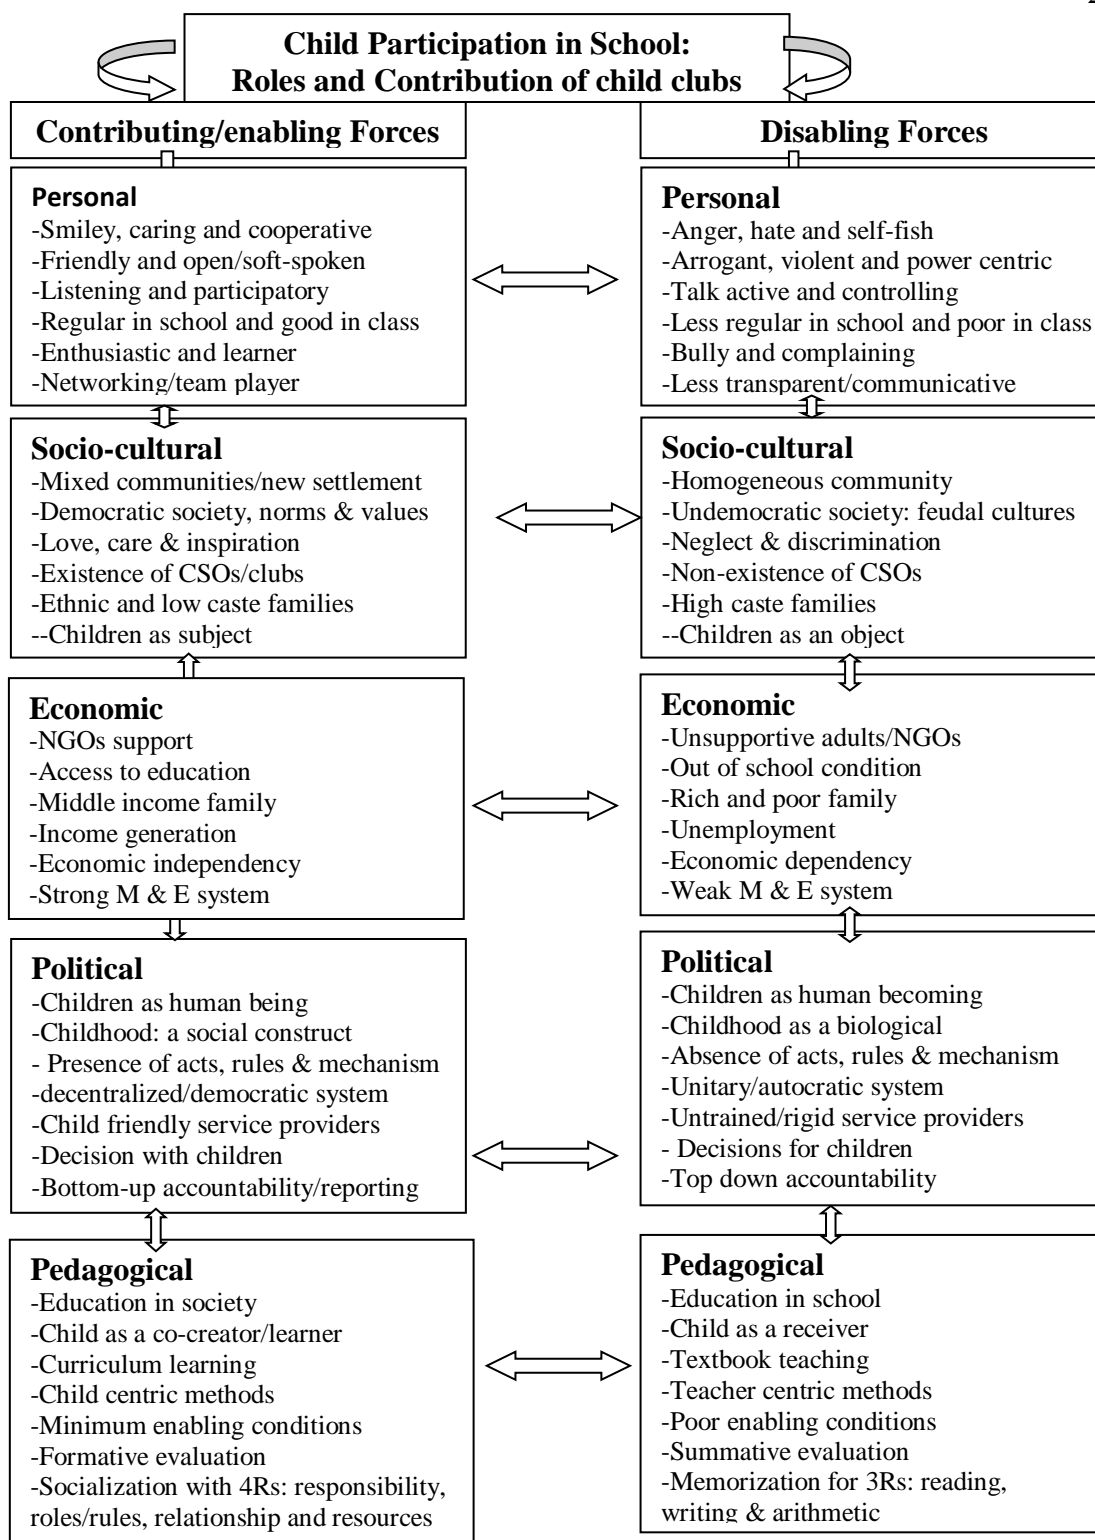 Child Participation in School:
Roles and Contribution of child clubs
Contributing/enabling Forces
Personal
-Smiley, caring and cooperative
-Friendly and open/soft-spoken
-Listening and participatory
-Regular in school and good in class
-Enthusiastic and learner
-Networking/team player
Socio-cultural
-Mixed communities/new settlement
-Democratic society, norms & values
-Love, care & inspiration
-Existence of CSOs/clubs
-Ethnic and low caste families
--Children as subject
Economic
-NGOs support
-Access to education
-Middle income family
-Income generation
-Economic independency
-Strong M & E system
Political
-Children as human being
-Childhood: a social construct
- Presence of acts, rules & mechanism
-decentralized/democratic system
-Child friendly service providers
-Decision with children
-Bottom-up accountability/reporting
Pedagogical
-Education in society
-Child as a co-creator/learner
-Curriculum learning
-Child centric methods
-Minimum enabling conditions
-Formative evaluation
-Socialization with 4Rs: responsibility,
roles/rules, relationship and resources
Disabling Forces
Personal
-Anger, hate and self-fish
-Arrogant, violent and power centric
-Talk active and controlling
-Less regular in school and poor in class
-Bully and complaining
-Less transparent/communicative
Socio-cultural
-Homogeneous community
-Undemocratic society: feudal cultures
-Neglect & discrimination
-Non-existence of CSOs
-High caste families
--Children as an object
Economic
-Unsupportive adults/NGOs
-Out of school condition
-Rich and poor family
-Unemployment
-Economic dependency
-Weak M & E system
Political
-Children as human becoming
-Childhood as a biological
-Absence of acts, rules & mechanism
-Unitary/autocratic system
-Untrained/rigid service providers
- Decisions for children
-Top down accountability
Pedagogical
-Education in school
-Child as a receiver
-Textbook teaching
-Teacher centric methods
-Poor enabling conditions
-Summative evaluation
-Memorization for 3Rs: reading,
writing & arithmetic